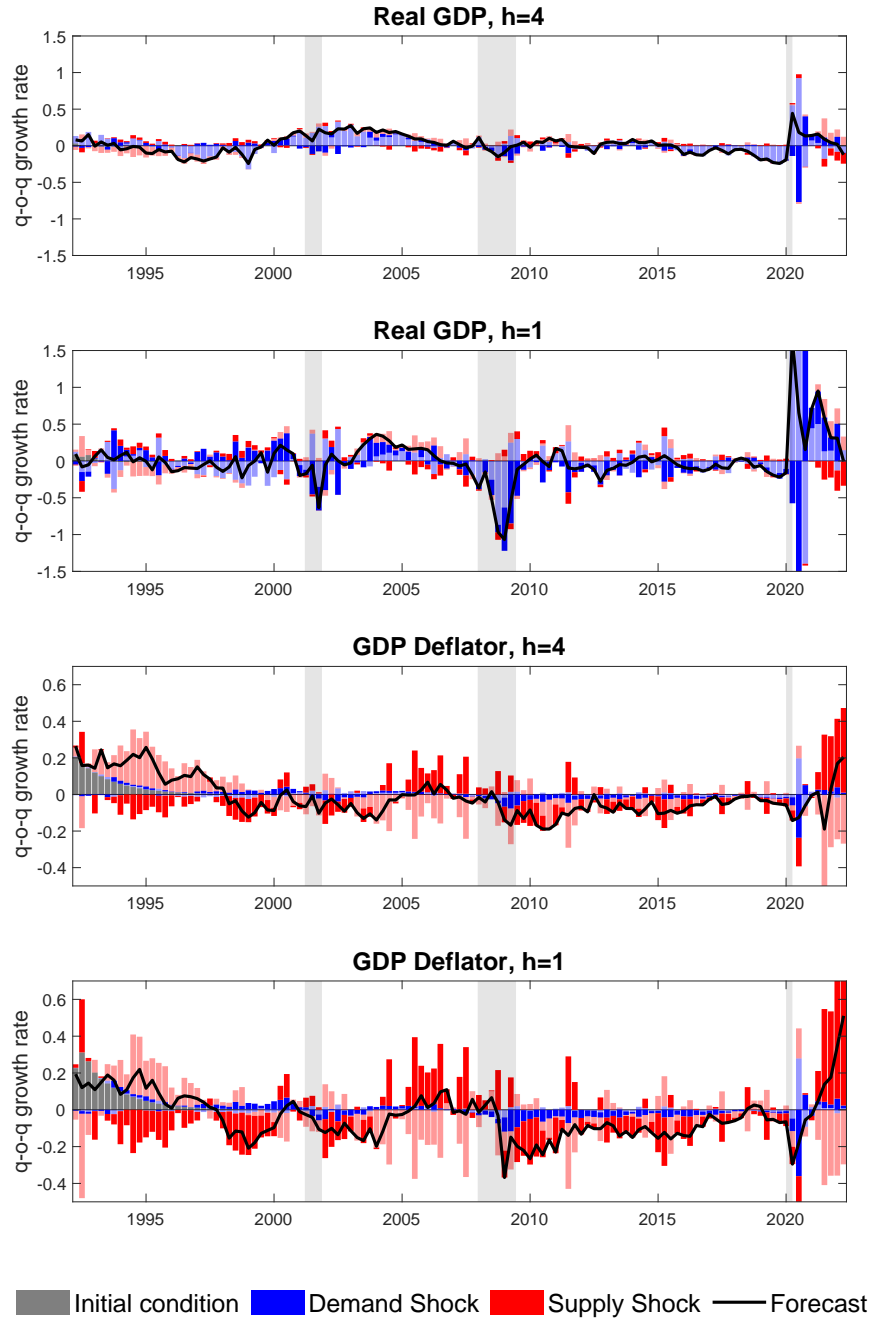 Real GDP, h=4
q-o-q growth rate
1.5
1
0.5
0
-0.5
-1
-1.5
1995 2000 2005 2010 2015 2020
Real GDP, h=1
q-o-q growth rate
1.5
1
0.5
0
-0.5
-1
-1.5
1995 2000 2005 2010 2015 2020
GDP Deflator, h=4
q-o-q growth rate
0.6
0.4
0.2
0
-0.2
-0.4
1995 2000 2005 2010 2015 2020
GDP Deflator, h=1
q-o-q growth rate
0.6
0.4
0.2
0
-0.2
-0.4
1995 2000 2005 2010 2015 2020
Initial condition Demand Shock Supply Shock Forecast